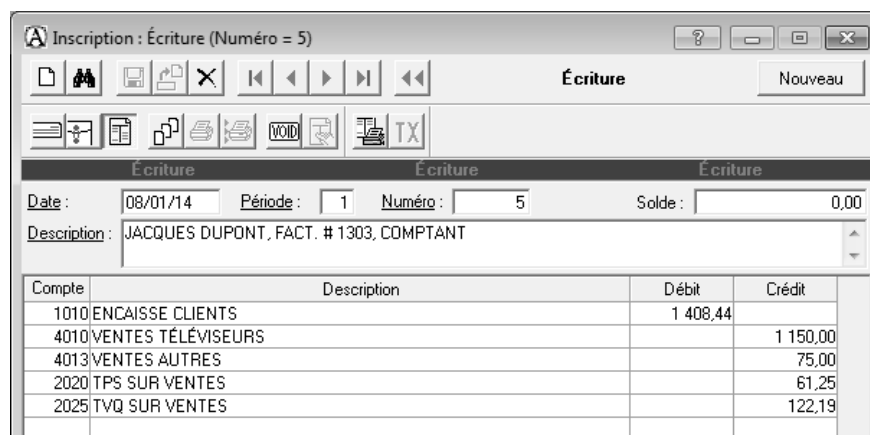 Inscription : Écriture (Numéro = 5)
Écriture Nouveau
VOID TX
Écriture Écriture Écriture
Date : 08/01/14 Période : 1 Numéro : 5 Solde : 0,00
Description : JACQUES DUPONT, FACT. # 1303, COMPTANT
Compte Description Débit Crédit
1010 ENCAISSE CLIENTS 1 408,44
4010 VENTES TÉLÉVISEURS 1 150,00
4013 VENTES AUTRES 75,00
2020 TPS SUR VENTES 61,25
2025 TVQ SUR VENTES 122,19